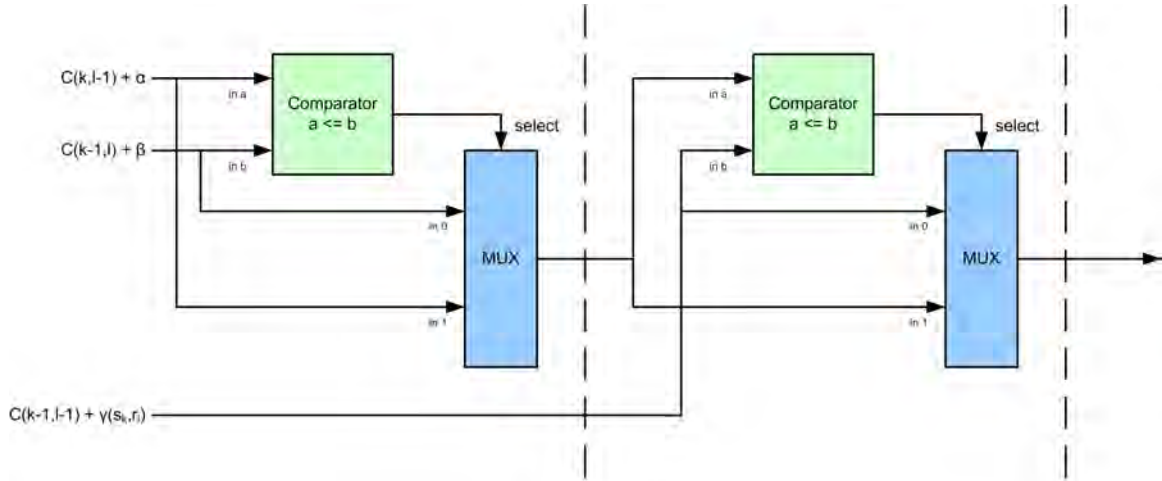 C(k,l-1) + α
in a
Comparator
a <= b
select
C(k-1,l) + β
in b
in 0
MUX
in 1
in a
Comparator
a <= b
select
in b
in 0
MUX
in 1
C(k-1,l-1) + γ(sₖ,rₗ)